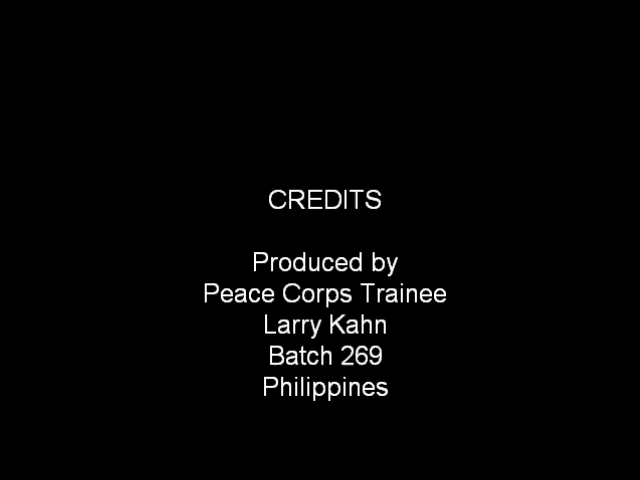 CREDITS
Produced by
Peace Corps Trainee
Larry Kahn
Batch 269
Philippines